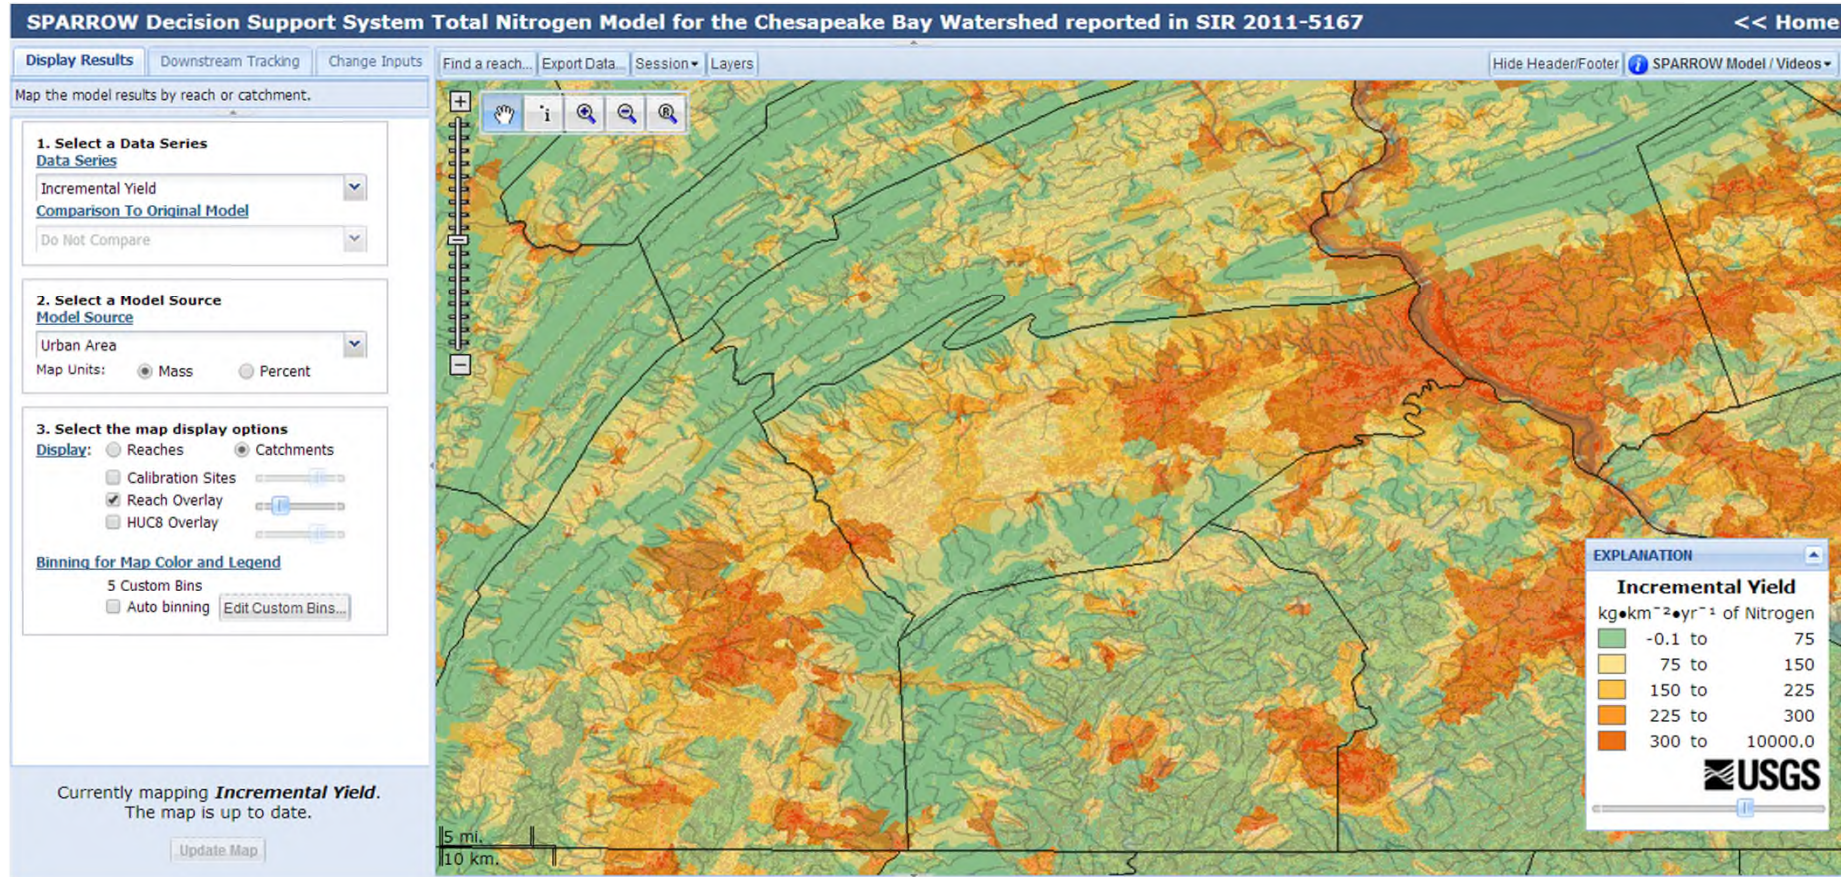 SPARROW Decision Support System Total Nitrogen Model for the Chesapeake Bay Watershed reported in SIR 2011-5167
<< Home
Display Results
Downstream Tracking
Change Inputs
Find a reach...
Export Data...
Session
Layers
Hide Header/Footer
i
SPARROW Model / Videos
Map the model results by reach or catchment.
+
i
R
1. Select a Data Series
Data Series
Incremental Yield
Comparison To Original Model
Do Not Compare
2. Select a Model Source
Model Source
Urban Area
Map Units: Mass Percent
3. Select the map display options
Display: Reaches Catchments
Calibration Sites
Reach Overlay
HUC8 Overlay
Binning for Map Color and Legend
5 Custom Bins
Auto binning Edit Custom Bins...
Currently mapping Incremental Yield.
The map is up to date.
Update Map
5 mi.
10 km.
EXPLANATION
Incremental Yield
kg●km⁻²●yr⁻¹ of Nitrogen
-0.1 to 75
75 to 150
150 to 225
225 to 300
300 to 10000.0
USGS